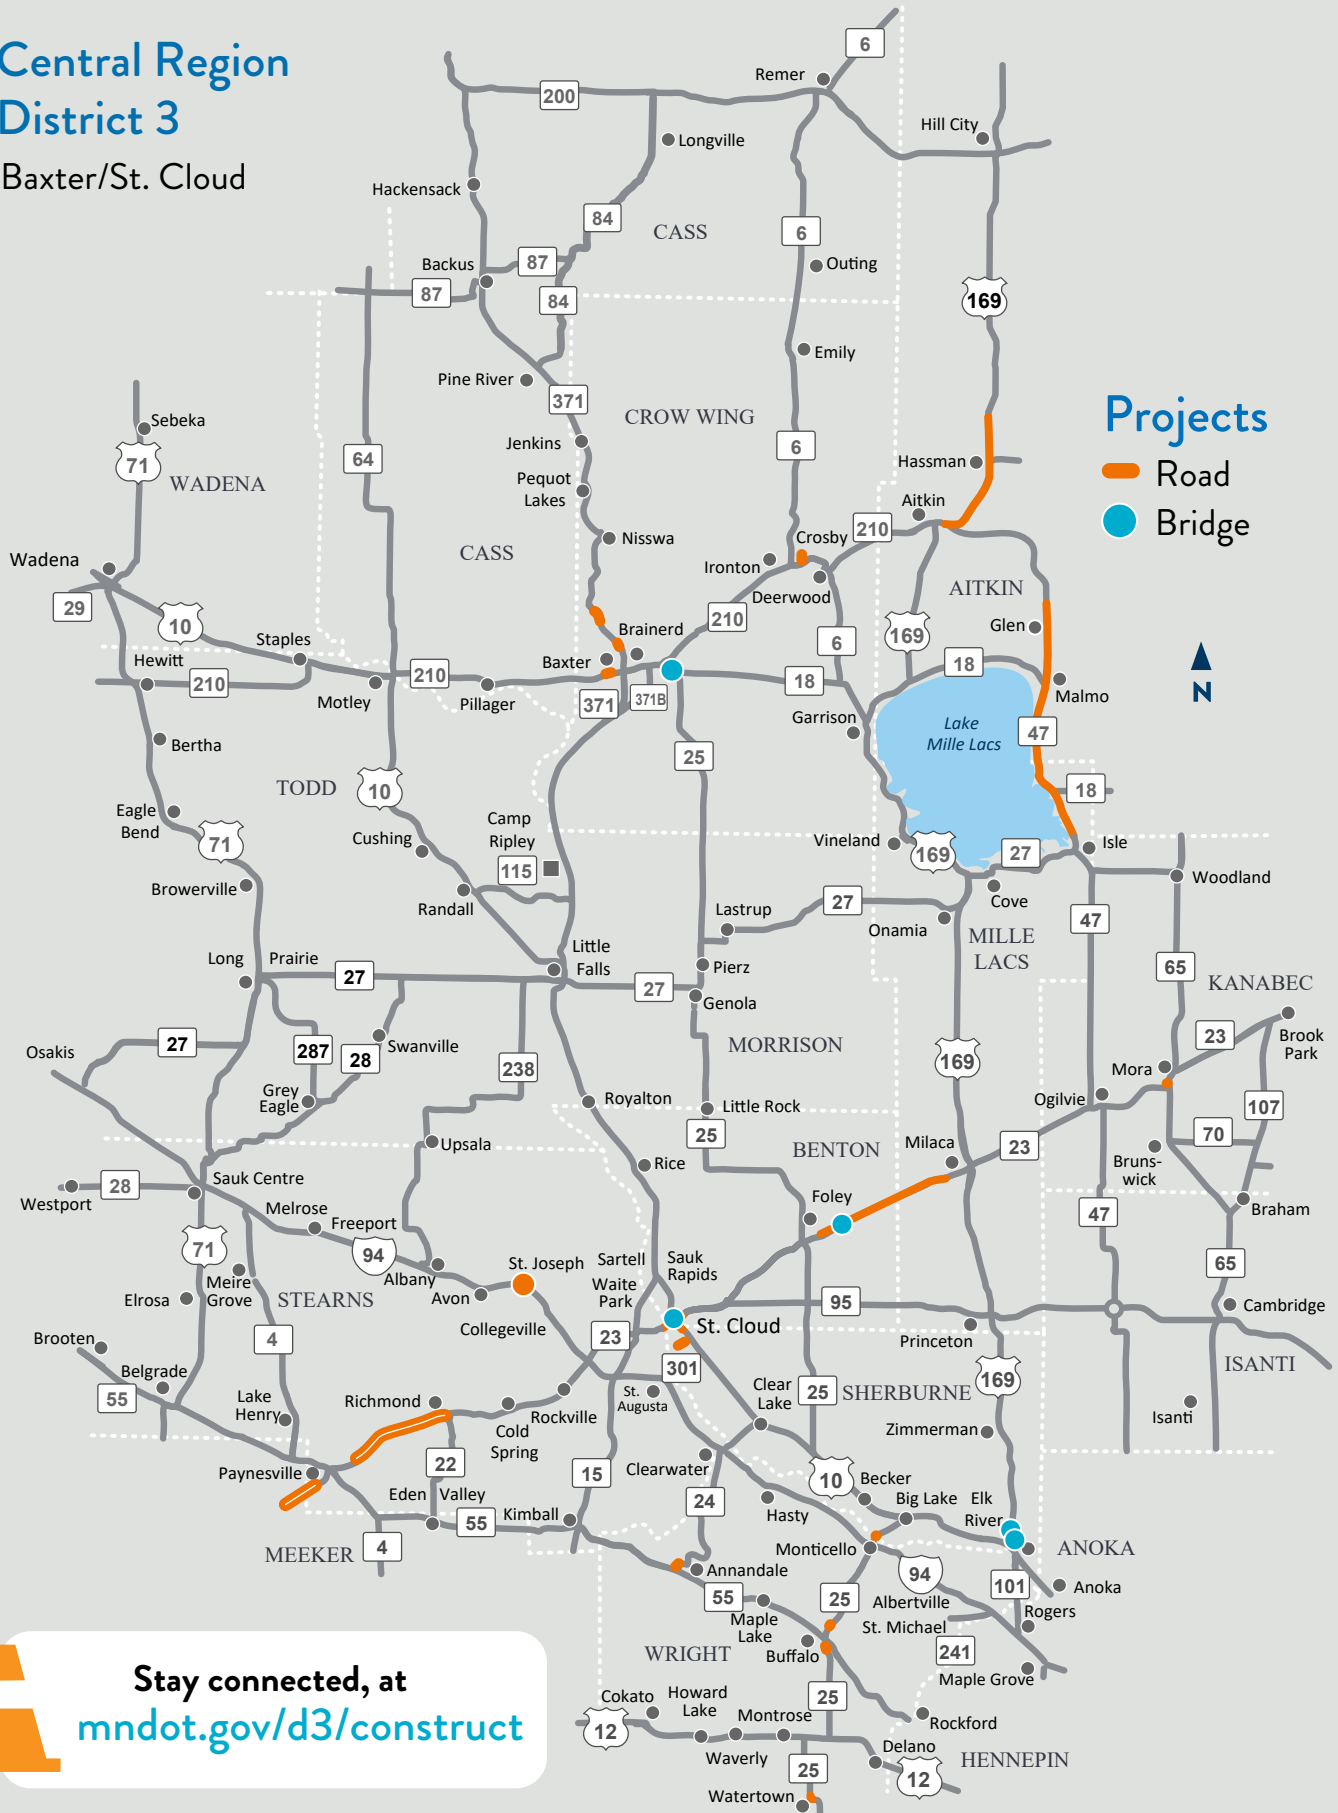 Central Region
District 3
Baxter/St. Cloud
6
Remer
200
Hill City
Longville
Hackensack
84
CASS
6
Backus
87
Outing
87
84
169
Emily
Pine River
371
CROW WING
Projects
Road
Bridge
Sebeka
71
WADENA
64
Jenkins
6
Hassman
Pequot
Lakes
Aitkin
210
Nisswa
Crosby
CASS
Wadena
Ironton
Deerwood
AITKIN
29
10
210
Glen
Brainerd
169
6
Staples
Hewitt
Baxter
18
210
210
18
Malmo
Motley
Pillager
371
371B
Garrison
Lake
Mille Lacs
47
N
Bertha
25
TODD
10
18
Eagle
Bend
Camp
Ripley
71
Cushing
Vineland
169
27
Isle
115
Browerville
Woodland
Randall
Lastrup
27
Cove
47
Onamia
MILLE
LACS
Little
Falls
Long
Prairie
27
Pierz
65
27
Genola
KANABEC
27
287
28
Swanville
MORRISON
23
Brook
Park
Osakis
238
169
Mora
Grey
Eagle
Royalton
Little Rock
Ogilvie
107
25
70
Upsala
BENTON
Milaca
23
Rice
Bruns-
wick
28
Sauk Centre
Westport
Foley
Melrose
Freeport
47
Braham
71
94
St. Joseph
Sartell
Sauk
Rapids
65
Albany
Meire
Grove
Waite
Park
Elrosa
STEARNS
Avon
95
Cambridge
Collegeville
23
St. Cloud
Brooten
4
Princeton
301
ISANTI
Belgrade
169
55
Lake
Henry
Richmond
St.
Augusta
Clear
Lake
25
SHERBURNE
Rockville
Isanti
Cold
Spring
Zimmerman
Paynesville
22
15
Clearwater
10
Becker
Eden
Valley
24
Big Lake
Elk
River
55
Kimball
Hasty
MEEKER
4
Monticello
ANOKA
Annandale
94
101
Anoka
55
25
Albertville
Maple
Lake
St. Michael
Rogers
WRIGHT
Buffalo
241
Maple Grove
Stay connected, at
mndot.gov/d3/construct
Cokato
Howard
Lake
25
12
Montrose
Rockford
Waverly
Delano
HENNEPIN
25
12
Watertown